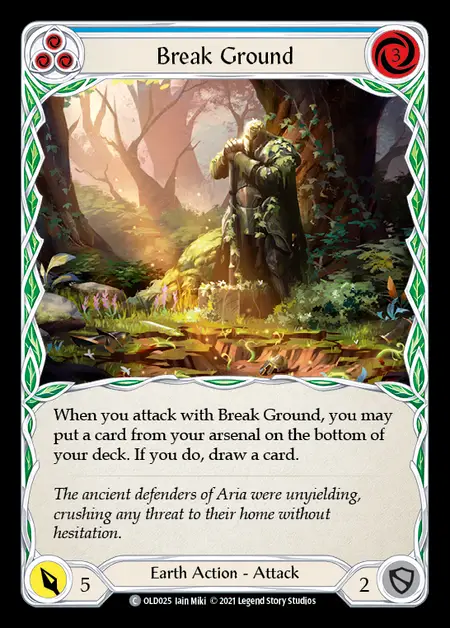 Break Ground
3
When you attack with Break Ground, you may
put a card from your arsenal on the bottom of
your deck. If you do, draw a card.
The ancient defenders of Aria were unyielding,
crushing any threat to their home without
hesitation.
5
Earth Action - Attack
2
C OLD025 Iain Miki © 2021 Legend Story Studios